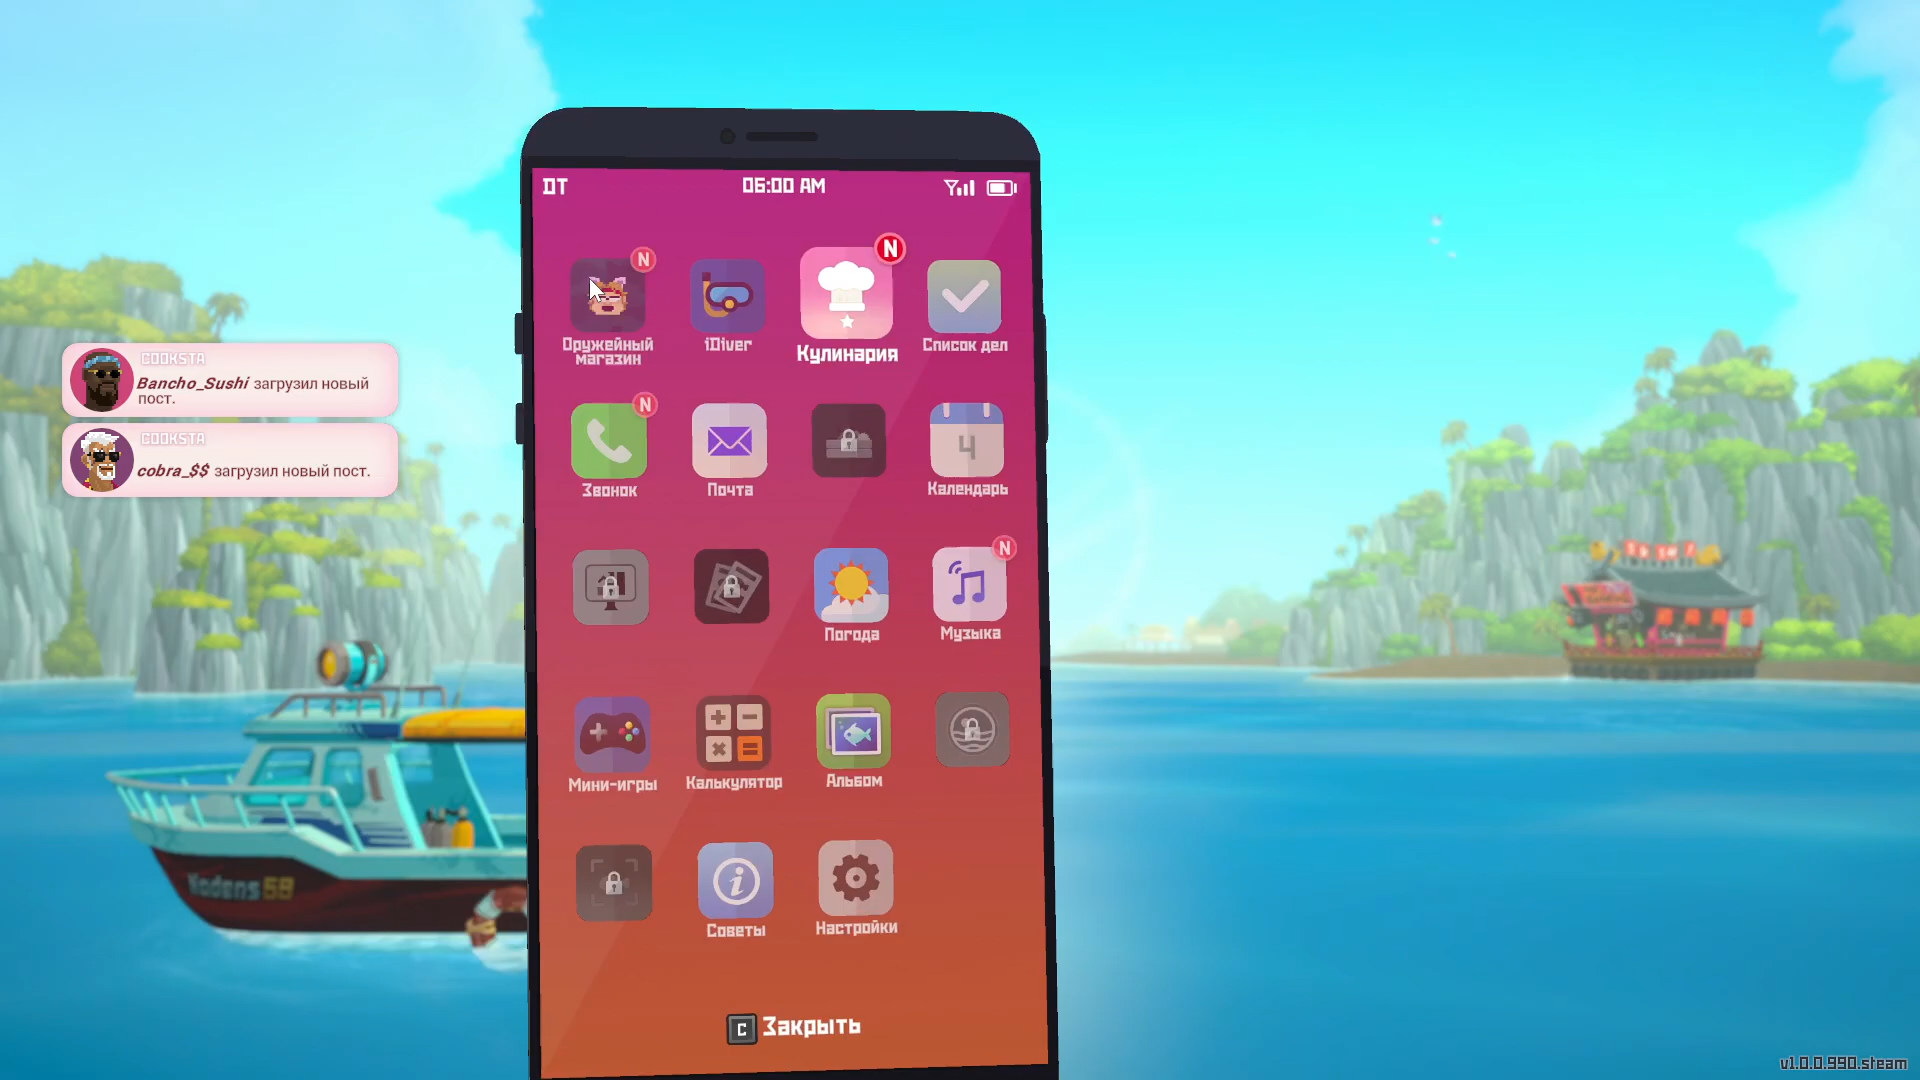 DT
06:00 AM
N
N
Оружейный
магазин
iDiver
Кулинария
Список дел
COOKSTA
Bancho_Sushi загрузил новый
пост.
COOKSTA
cobra_$$ загрузил новый пост.
N
Звонок
Почта
4
Календарь
N
Погода
Музыка
Мини-игры
Калькулятор
Альбом
Советы
Настройки
C Закрыть
v1.0.0.990.steam